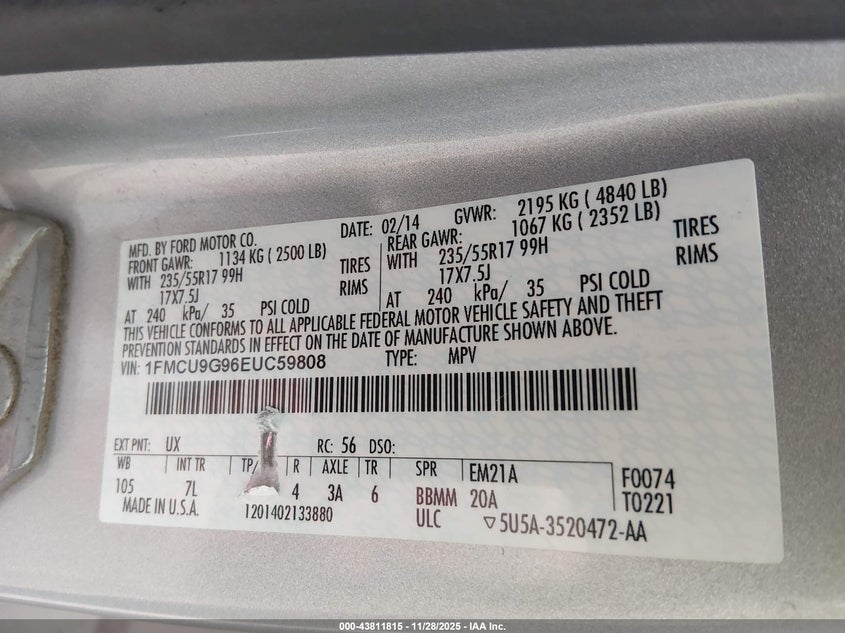 MFD. BY FORD MOTOR CO. DATE: 02/14 GVWR: 2195 KG ( 4840 LB)
FRONT GAWR: 1134 KG ( 2500 LB) REAR GAWR: 1067 KG ( 2352 LB)
WITH 235/55R17 99H TIRES WITH 235/55R17 99H TIRES
17X7.5J RIMS 17X7.5J RIMS
AT 240 kPa/ 35 PSI COLD AT 240 kPa/ 35 PSI COLD
THIS VEHICLE CONFORMS TO ALL APPLICABLE FEDERAL MOTOR VEHICLE SAFETY AND THEFT
PREVENTION STANDARDS IN EFFECT ON THE DATE OF MANUFACTURE SHOWN ABOVE.
VIN: 1FMCU9G96EUC59808 TYPE: MPV
EXT PNT: UX RC: 56 DSO:
WB INT TR TP/ R AXLE TR SPR EM21A F0074
105 7L 4 3A 6 BBMM 20A T0221
MADE IN U.S.A. 1201402133880 ULC ▽5U5A-3520472-AA
000-43811815 - 11/28/2025 - IAA Inc.